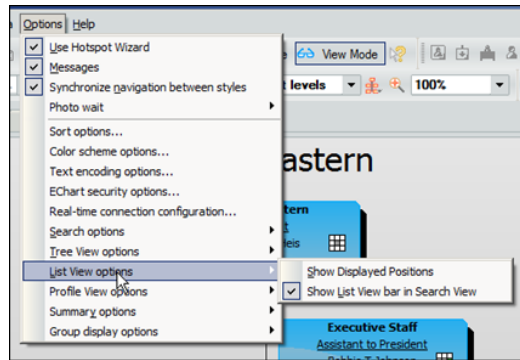 Options Help
Use Hotspot Wizard
View Mode
Messages
Synchronize navigation between styles
levels
100%
Photo wait
Sort options...
Color scheme options...
Text encoding options...
EChart security options...
Real-time connection configuration...
Search options
Tree View options
List View options
Show Displayed Positions
Profile View options
Show List View bar in Search View
Summary options
Group display options
astern
tern
Executive Staff
Assistant to President